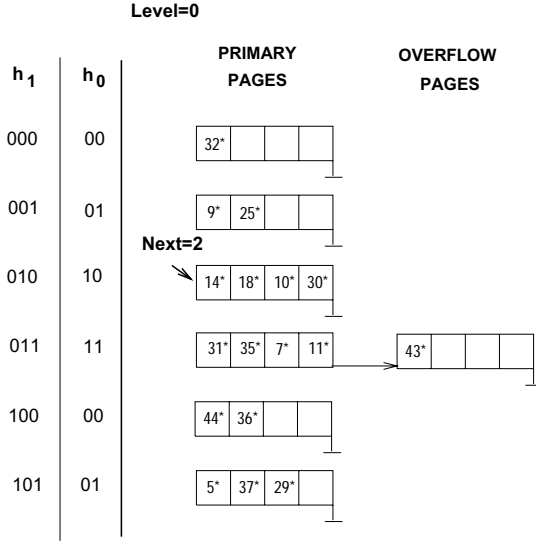 Level=0
PRIMARY PAGES OVERFLOW PAGES
h1 h0
000 00 32*
001 01 9* 25*
Next=2
010 10 14* 18* 10* 30*
011 11 31* 35* 7* 11* 43*
100 00 44* 36*
101 01 5* 37* 29*